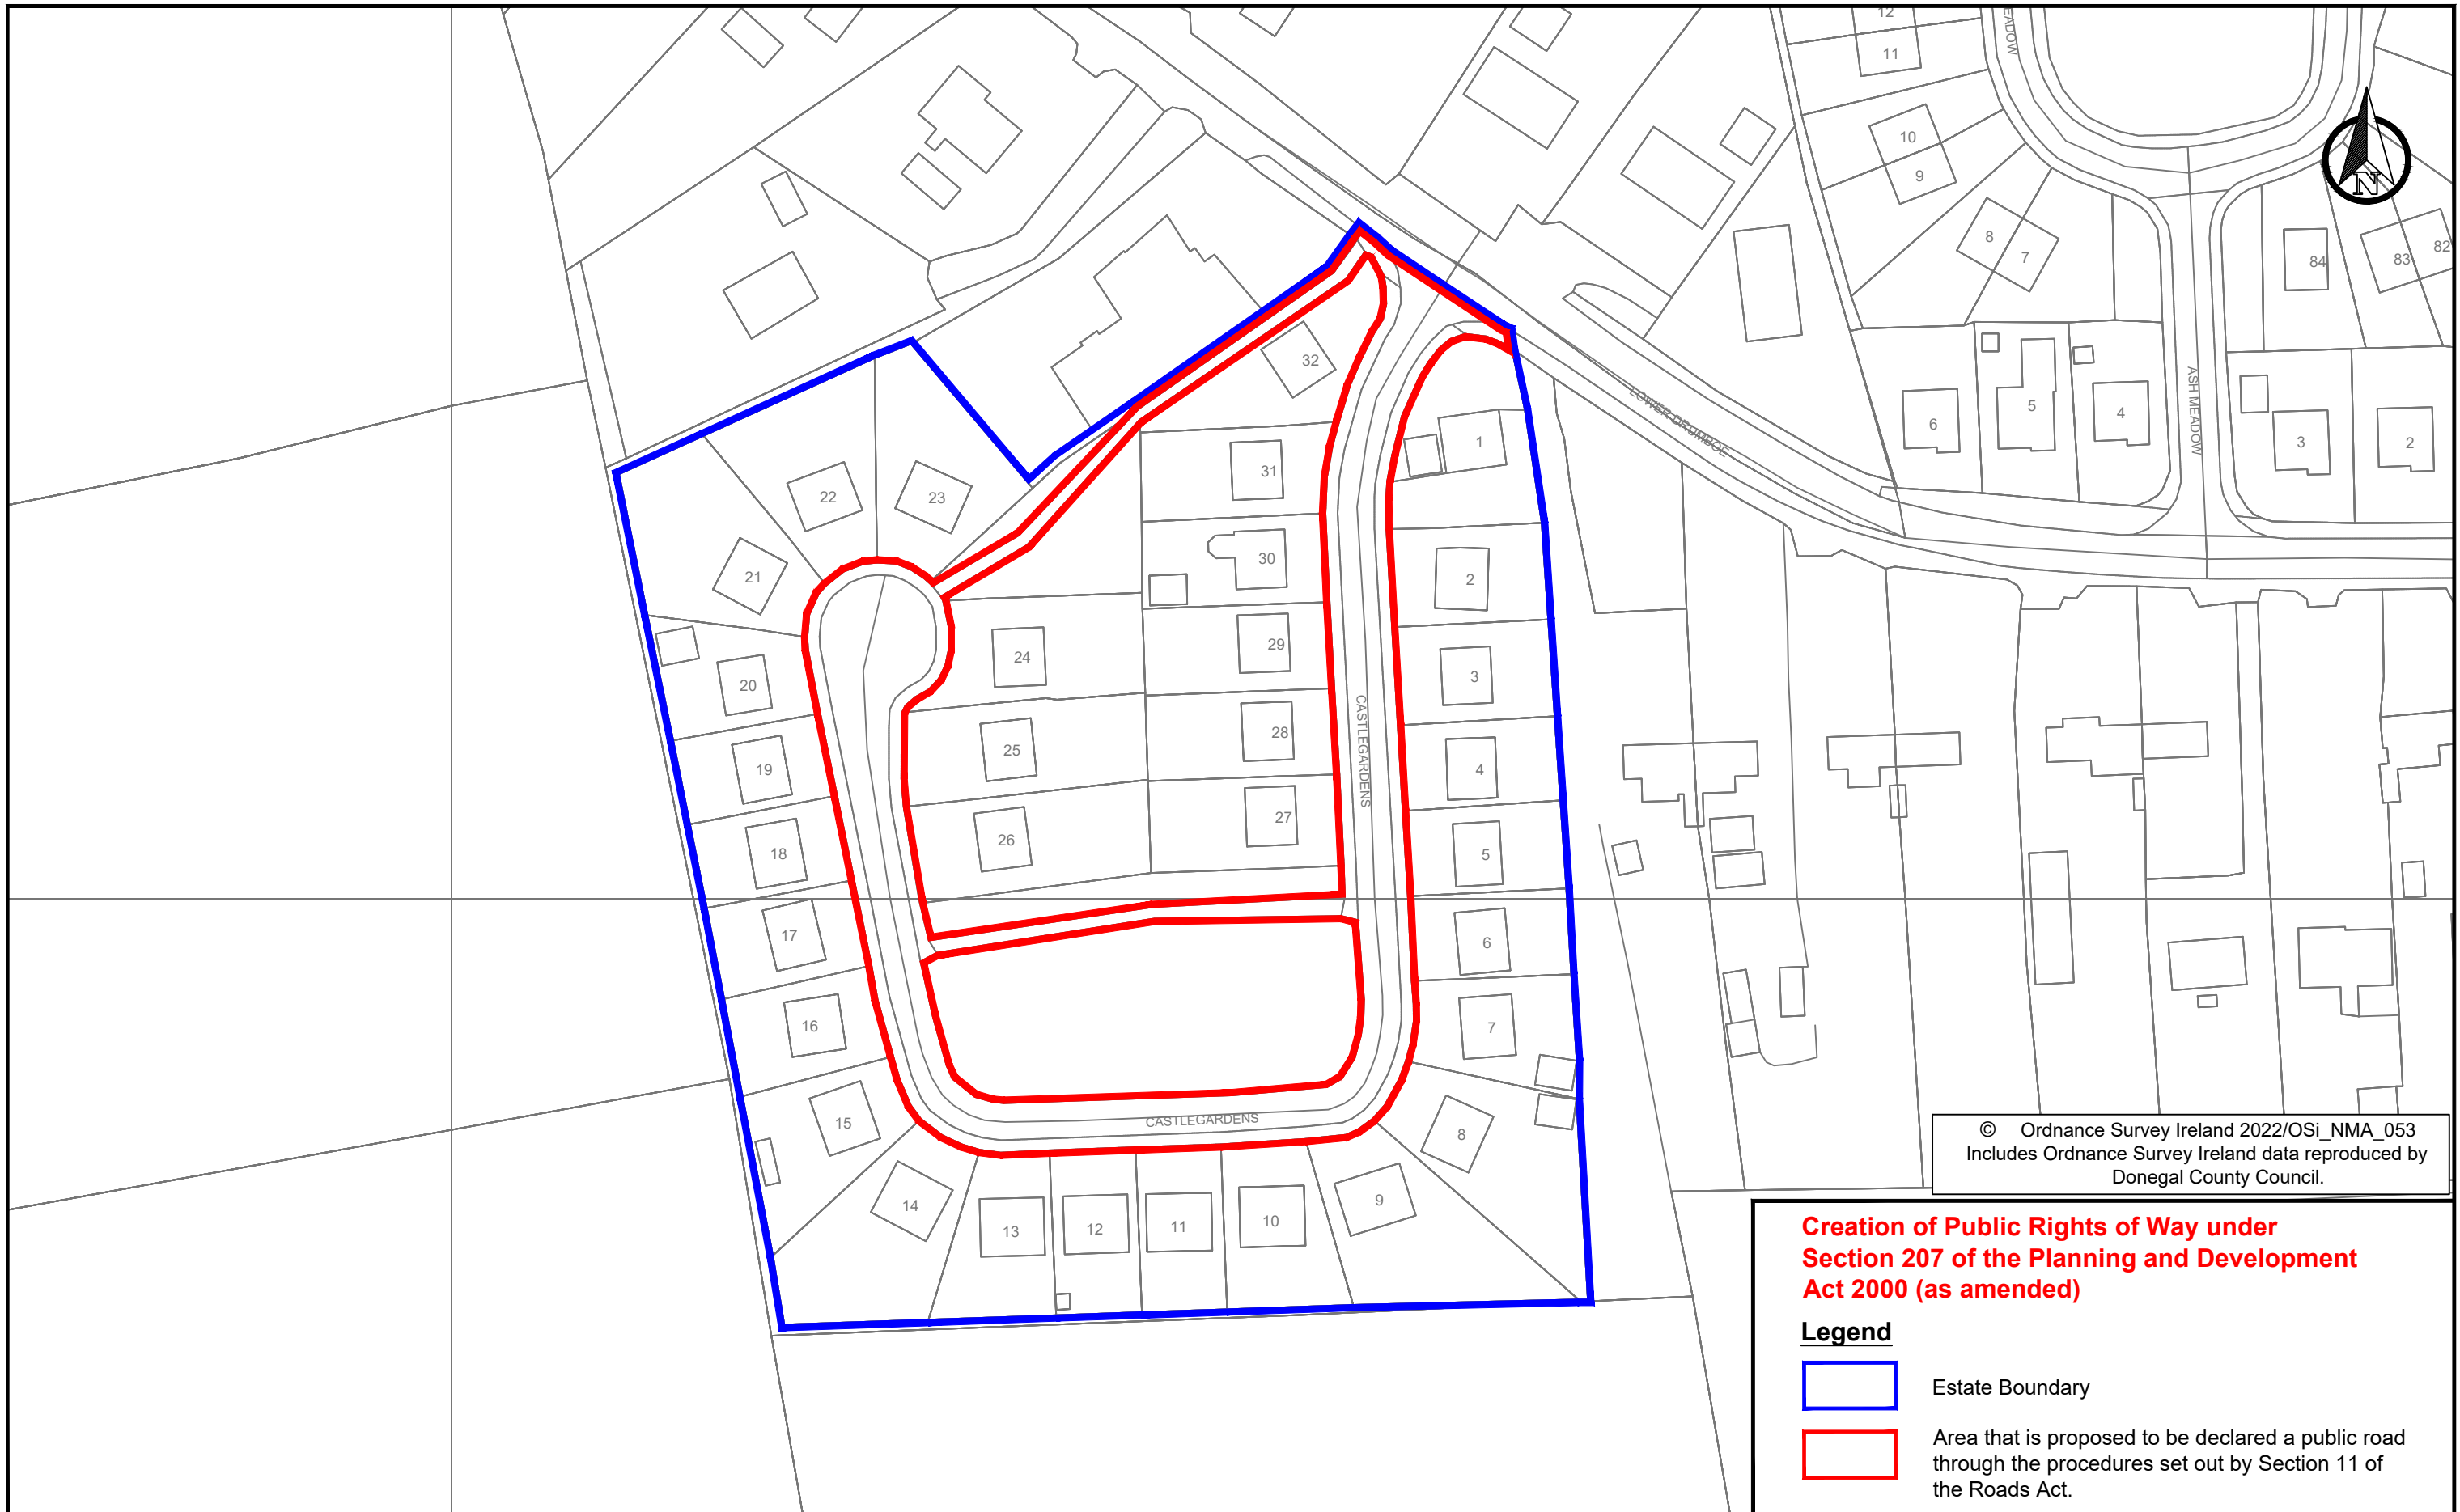 12
EADOW
11
10
9
8
7
84
83
82
N
32
1
LOWER DRUMBOE
6
5
4
ASH MEADOW
3
2
31
22
23
30
2
21
29
24
3
20
CASTLEGARDENS
28
25
4
19
27
26
5
18
17
6
16
7
15
CASTLEGARDENS
8
14
13
12
11
10
9
© Ordnance Survey Ireland 2022/OSi_NMA_053
Includes Ordnance Survey Ireland data reproduced by
Donegal County Council.
Creation of Public Rights of Way under
Section 207 of the Planning and Development
Act 2000 (as amended)
Legend
Estate Boundary
Area that is proposed to be declared a public road
through the procedures set out by Section 11 of
the Roads Act.